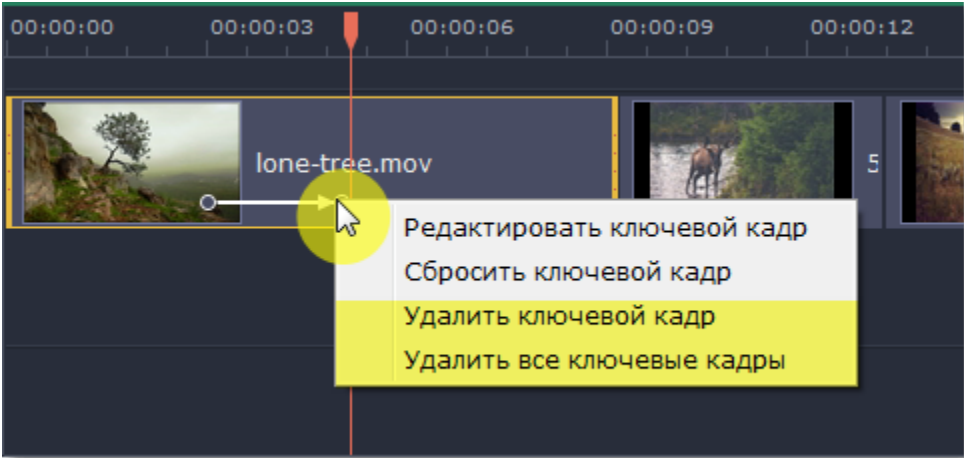 00:00:00 00:00:03 00:00:06 00:00:09 00:00:12
lone-tree.mov
5
Редактировать ключевой кадр
Сбросить ключевой кадр
Удалить ключевой кадр
Удалить все ключевые кадры